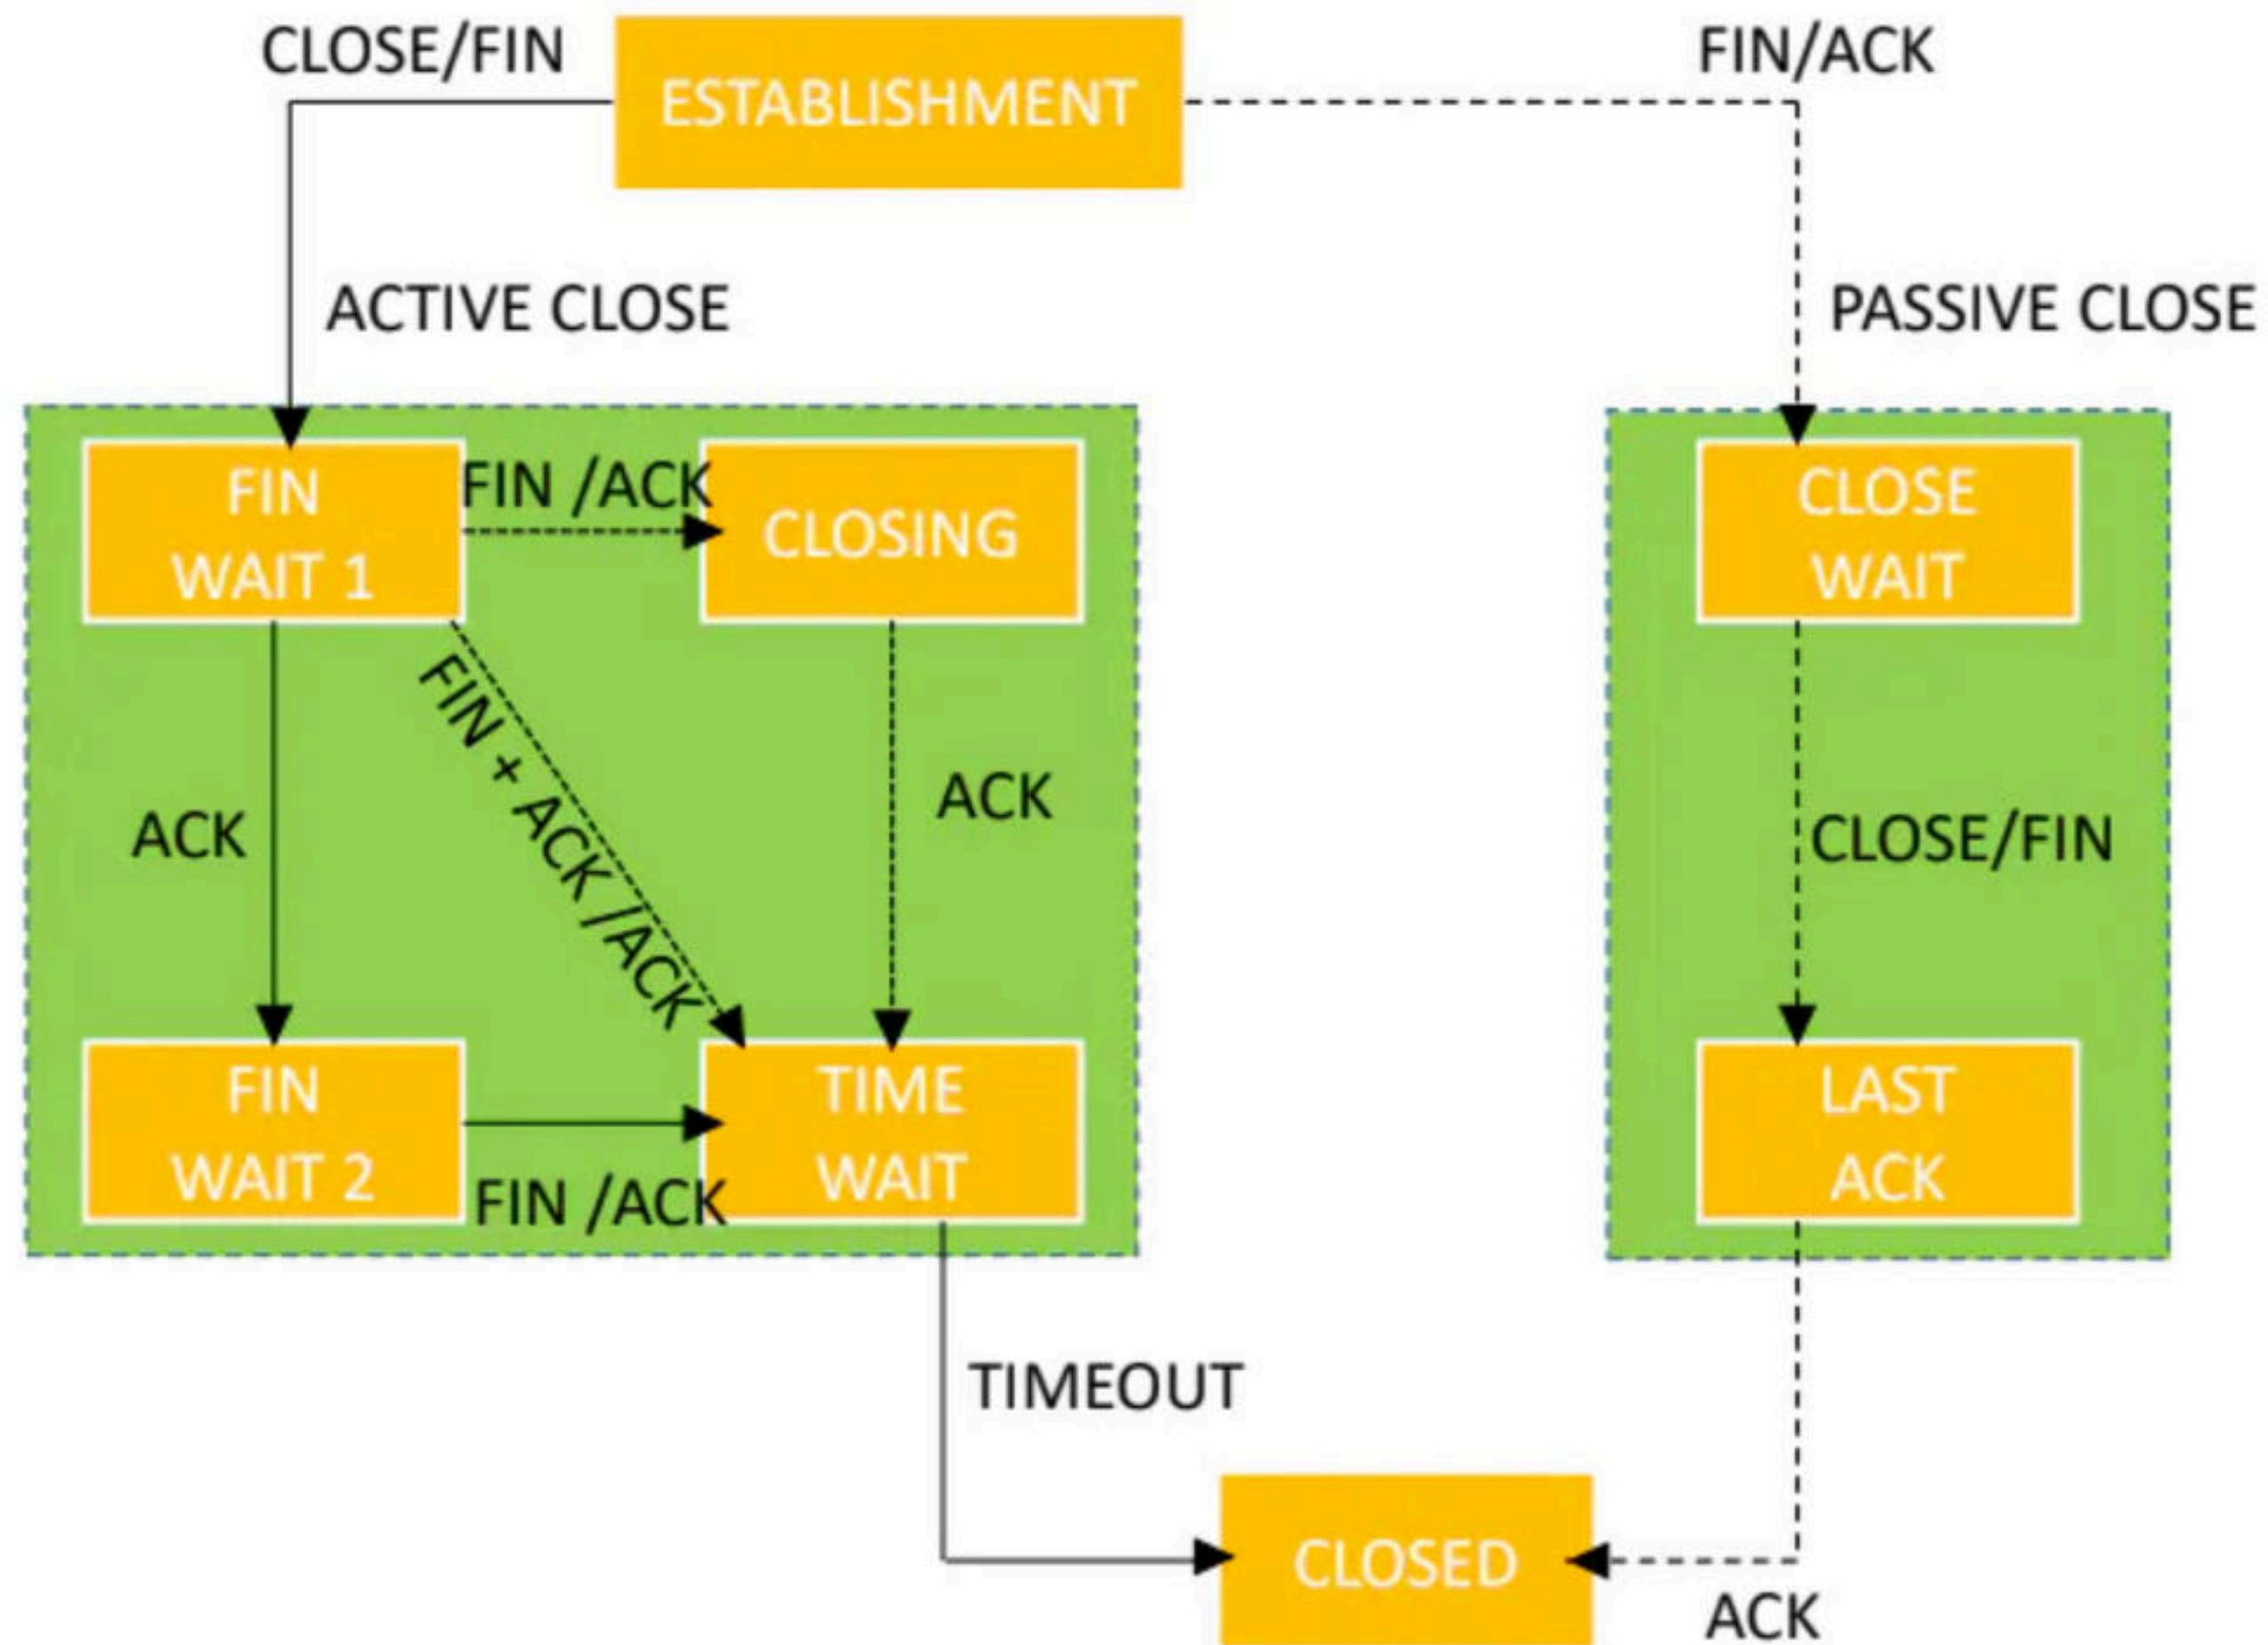 CLOSE/FIN
ESTABLISHMENT
FIN/ACK
ACTIVE CLOSE
PASSIVE CLOSE
FIN
WAIT 1
FIN /ACK
CLOSING
CLOSE
WAIT
ACK
FIN + ACK /ACK
ACK
CLOSE/FIN
FIN
WAIT 2
FIN /ACK
TIME
WAIT
LAST
ACK
TIMEOUT
CLOSED
ACK